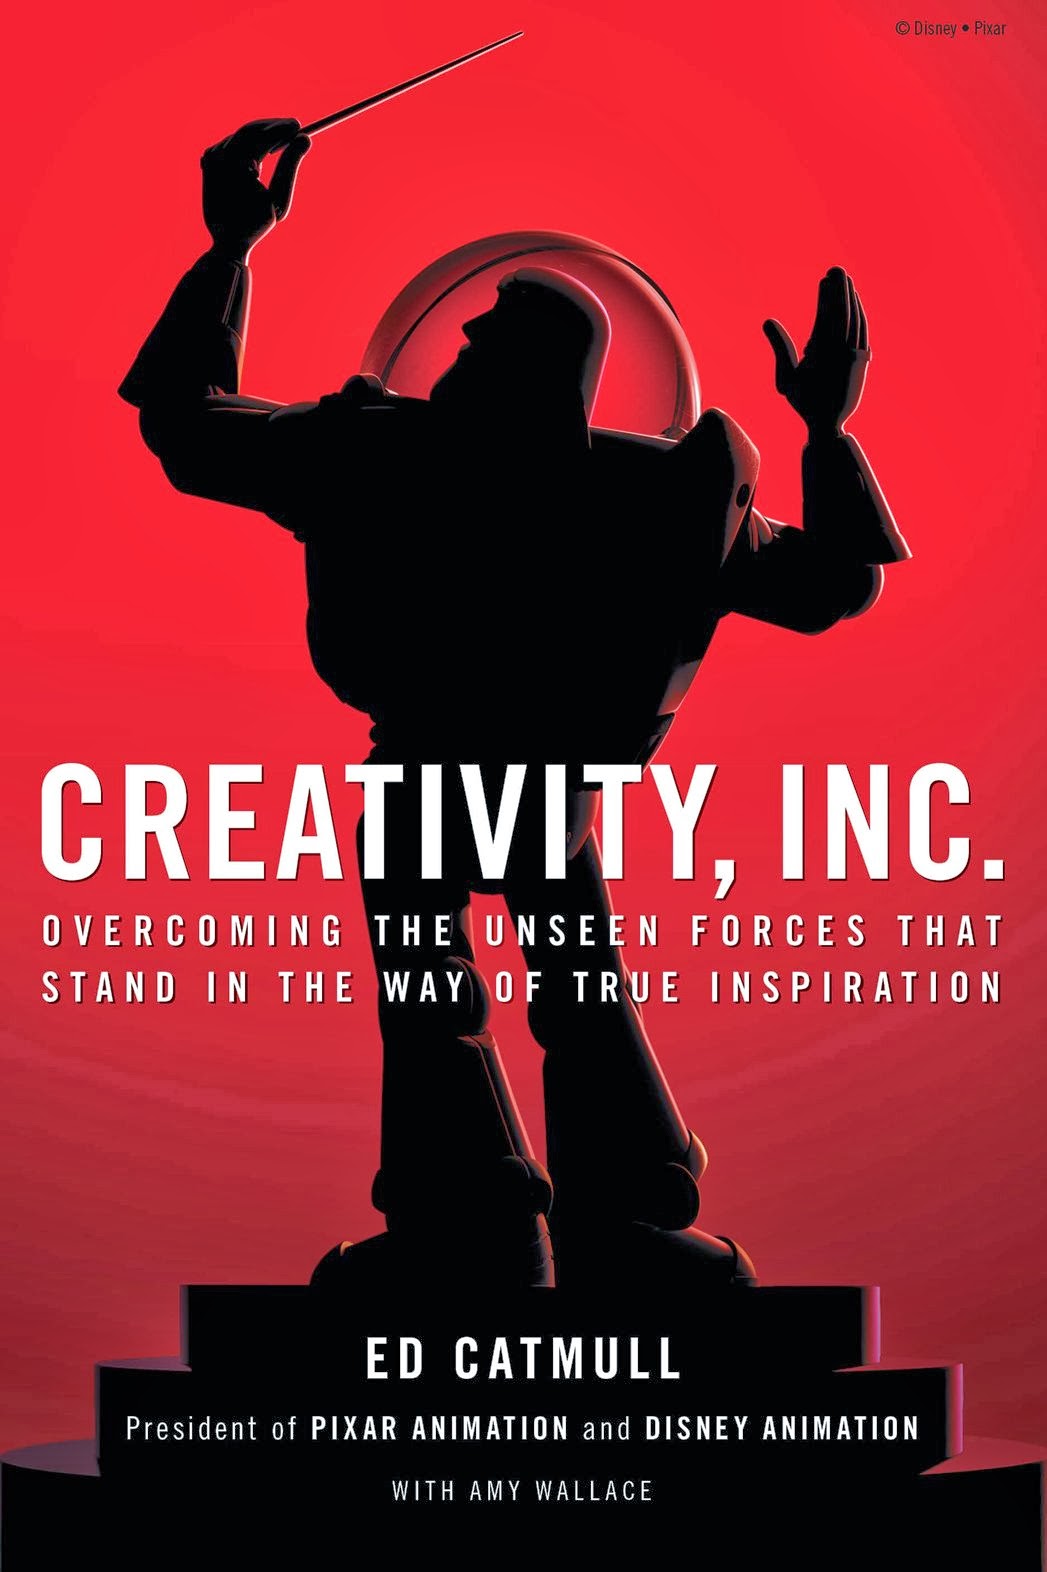 © Disney • Pixar
CREATIVITY, INC.
OVERCOMING THE UNSEEN FORCES THAT
STAND IN THE WAY OF TRUE INSPIRATION
ED CATMULL
President of PIXAR ANIMATION and DISNEY ANIMATION
WITH AMY WALLACE